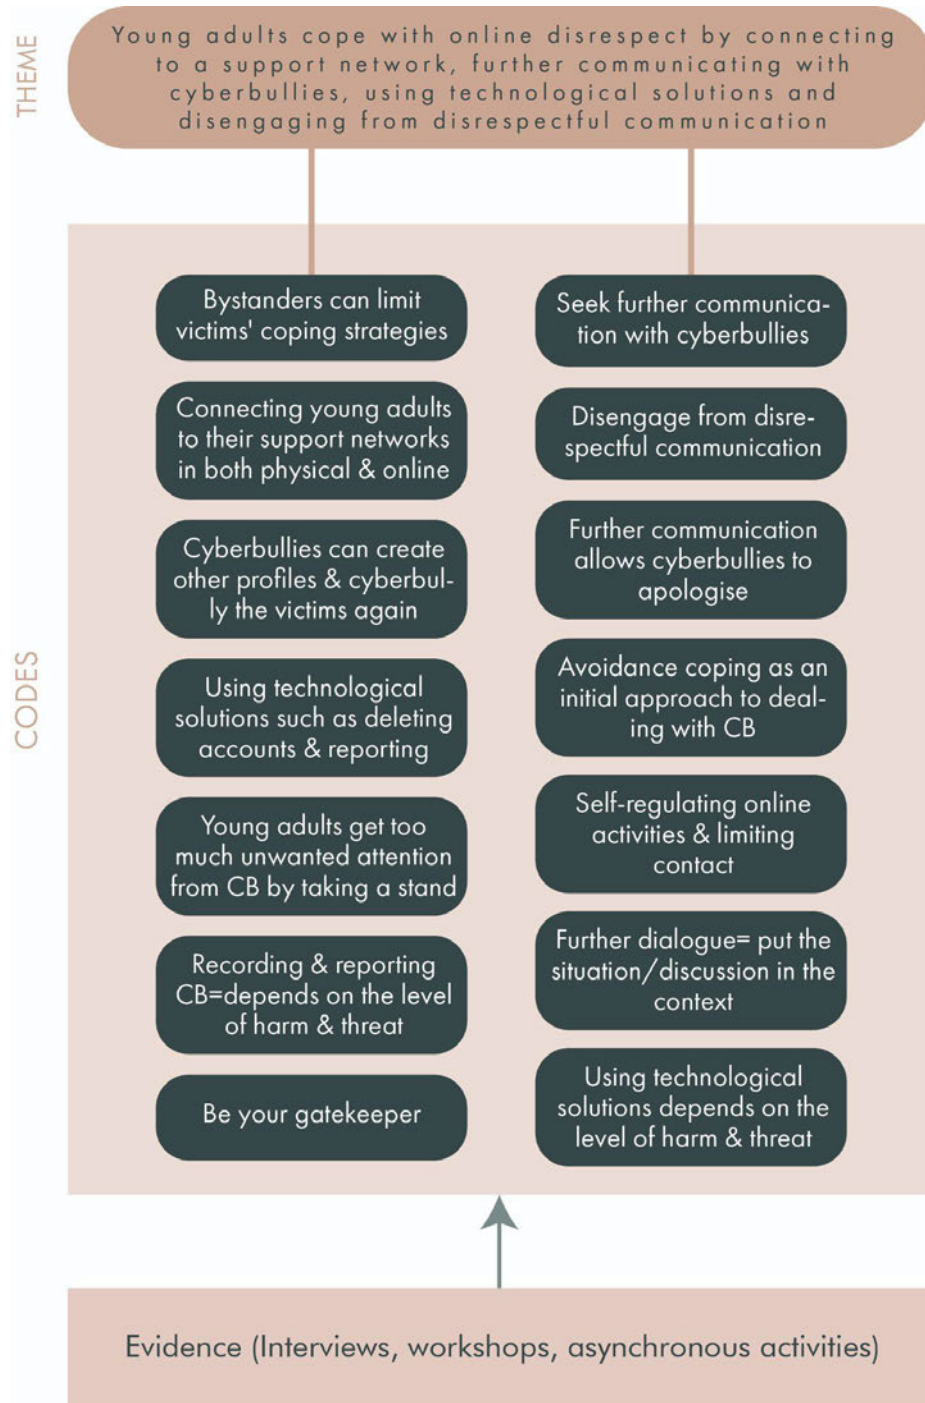 THEME
Young adults cope with online disrespect by connecting
to a support network, further communicating with
cyberbullies, using technological solutions and
disengaging from disrespectful communication
CODES
Bystanders can limit
victims' coping strategies
Connecting young adults
to their support networks
in both physical & online
Cyberbullies can create
other profiles & cyberbul-
ly the victims again
Using technological
solutions such as deleting
accounts & reporting
Young adults get too
much unwanted attention
from CB by taking a stand
Recording & reporting
CB=depends on the level
of harm & threat
Be your gatekeeper
Seek further communica-
tion with cyberbullies
Disengage from disre-
spectful communication
Further communication
allows cyberbullies to
apologise
Avoidance coping as an
initial approach to deal-
ing with CB
Self-regulating online
activities & limiting
contact
Further dialogue= put the
situation/discussion in the
context
Using technological
solutions depends on the
level of harm & threat
Evidence (Interviews, workshops, asynchronous activities)